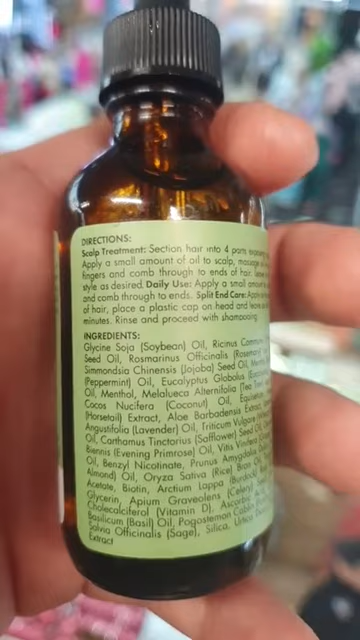 DIRECTIONS:
Scalp Treatment: Section hair into 4 parts
Apply a small amount of oil to scalp, massage
fingers and comb through to ends of hair. Leave
style as desired. Daily Use: Apply a small
and comb through to ends. Split End Care: Apply
of hair, place a plastic cap on head and leave
minutes. Rinse and proceed with shampooing.
INGREDIENTS:
Glycine Soja (Soybean) Oil, Ricinus
Seed Oil, Rosmarinus Officinalis (Rosemary)
Simmondsia Chinensis (Jojoba) Seed Oil,
(Peppermint) Oil, Eucalyptus Globulus
Oil, Menthol, Melaleuca Alternifolia (Tea Tree)
Cocos Nucifera (Coconut) Oil,
(Horsetail) Extract, Aloe Barbadensis
Angustifolia (Lavender) Oil, Triticum Vulgare
Oil, Carthamus Tinctorius (Safflower) Seed Oil,
Biennis (Evening Primrose) Oil, Vitis Vinifera
Oil, Benzyl Nicotinate, Prunus Amygdalus
Almond) Oil, Oryza Sativa (Rice) Bran
Acetate, Biotin, Arctium Lappa
Glycerin, Apium Graveolens (Celery)
Cholecalciferol (Vitamin D),
Basilicum (Basil) Oil, Pogostemon
Salvia Officinalis (Sage), Silica,
Extract